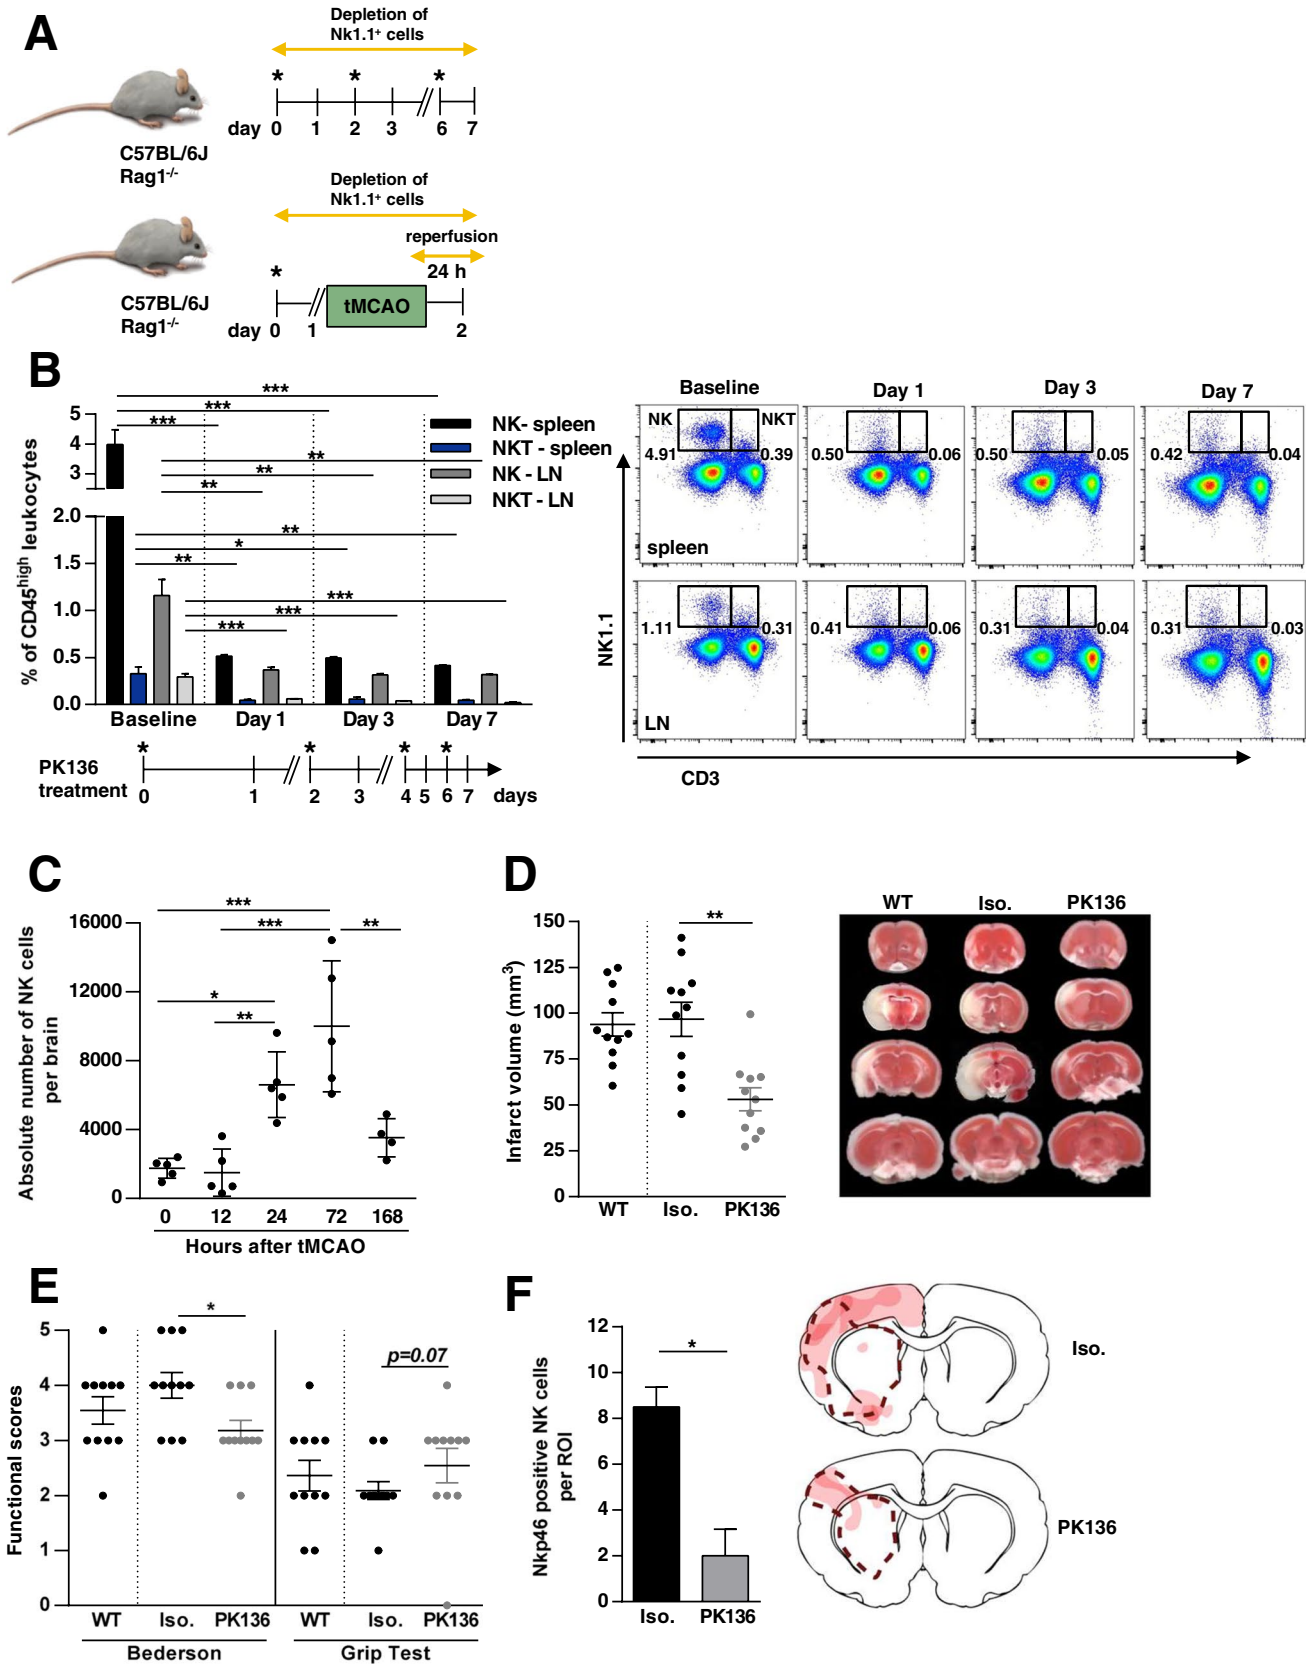 A
Depletion of
Nk1.1+ cells
* * *
day 0 1 2 3 6 7
C57BL/6J
Rag1-/-
Depletion of
Nk1.1+ cells
reperfusion
24 h
*
tMCAO
day 0 1 2
C57BL/6J
Rag1-/-
B
***
***
***
**
**
**
**
*
**
***
***
***
NK- spleen
NKT - spleen
NK - LN
NKT - LN
% of CD45high leukocytes
5
4
3
2.0
1.5
1.0
0.5
0.0
Baseline Day 1 Day 3 Day 7
PK136
treatment
* * * *
0 1 2 3 4 5 6 7 days
Baseline Day 1 Day 3 Day 7
NK NKT
4.91 0.39 0.50 0.06 0.50 0.05 0.42 0.04
spleen
1.11 0.31 0.41 0.06 0.31 0.04 0.31 0.03
LN
NK1.1
CD3
C
***
*** **
*
**
Absolute number of NK cells
per brain
16000
12000
8000
4000
0
0 12 24 72 168
Hours after tMCAO
D
**
Infarct volume (mm3)
150
125
100
75
50
25
0
WT Iso. PK136
WT Iso. PK136
E
*
p=0.07
Functional scores
5
4
3
2
1
0
WT Iso. PK136 WT Iso. PK136
Bederson Grip Test
F
*
Nkp46 positive NK cells
per ROI
12
10
8
6
4
2
0
Iso. PK136
Iso.
PK136